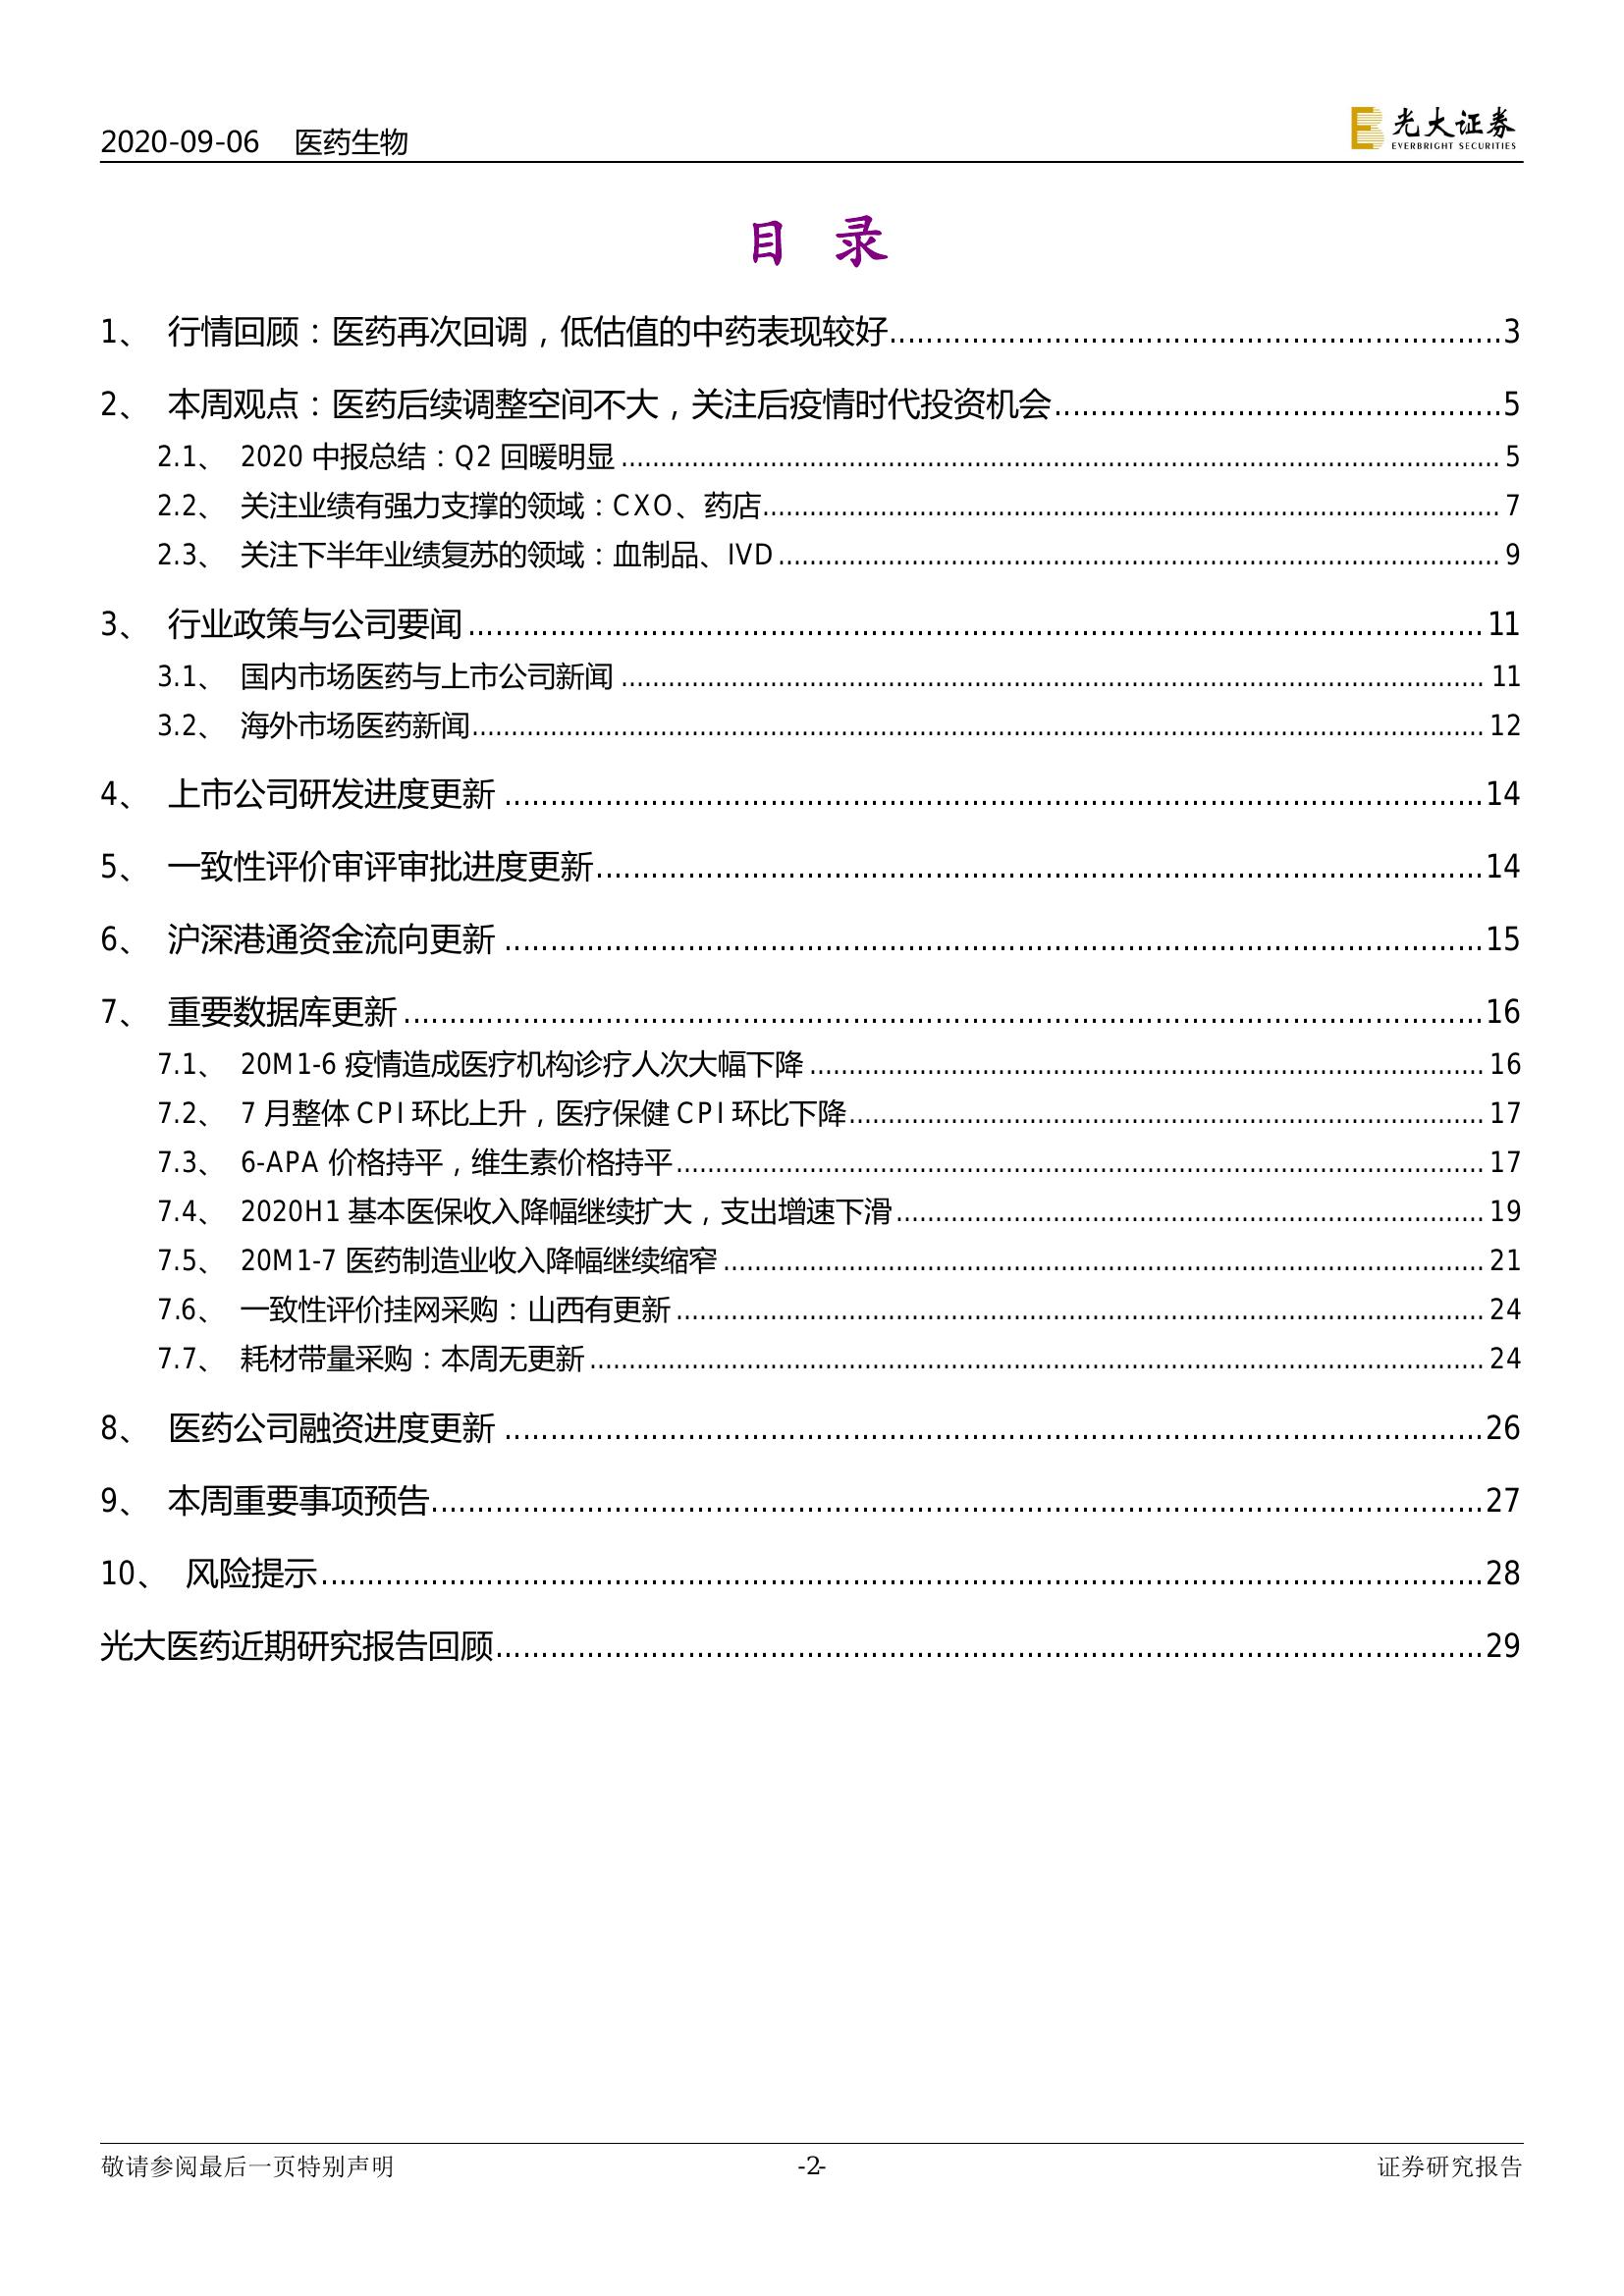 2020-09-06 医药生物
光大证券
EVERBRIGHT SECURITIES
目 录
1、 行情回顾：医药再次回调，低估值的中药表现较好 3
2、 本周观点：医药后续调整空间不大，关注后疫情时代投资机会 5
2.1、 2020 中报总结：Q2 回暖明显 5
2.2、 关注业绩有强力支撑的领域：CXO、药店 7
2.3、 关注下半年业绩复苏的领域：血制品、IVD 9
3、 行业政策与公司要闻 11
3.1、 国内市场医药与上市公司新闻 11
3.2、 海外市场医药新闻 12
4、 上市公司研发进度更新 14
5、 一致性评价审评审批进度更新 14
6、 沪深港通资金流向更新 15
7、 重要数据库更新 16
7.1、 20M1-6 疫情造成医疗机构诊疗人次大幅下降 16
7.2、 7 月整体 CPI 环比上升，医疗保健 CPI 环比下降 17
7.3、 6-APA 价格持平，维生素价格持平 17
7.4、 2020H1 基本医保收入降幅继续扩大，支出增速下滑 19
7.5、 20M1-7 医药制造业收入降幅继续缩窄 21
7.6、 一致性评价挂网采购：山西有更新 24
7.7、 耗材带量采购：本周无更新 24
8、 医药公司融资进度更新 26
9、 本周重要事项预告 27
10、 风险提示 28
光大医药近期研究报告回顾 29
敬请参阅最后一页特别声明 -2- 证券研究报告